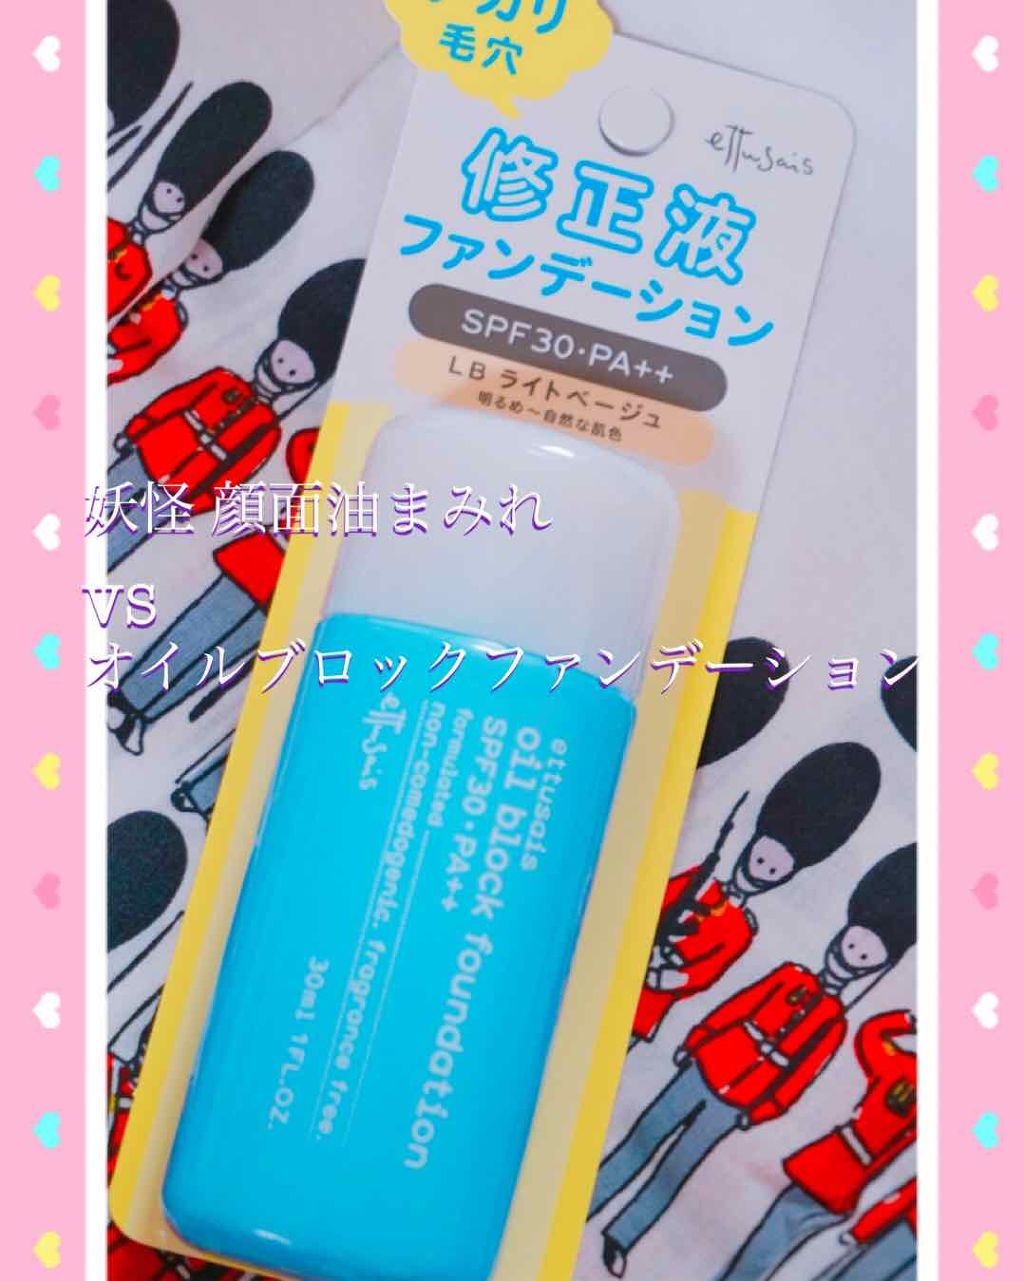 テカリ
毛穴
ettusais
修正液
ファンデーション
SPF30・PA++
LB ライトベージュ
明るめ～自然な肌色
妖怪 顔面油まみれ
vs
オイルブロックファンデーション
ettusais
oil block foundation
SPF30・PA++
formulated
non-comedogenic. fragrance free.
ettusais
30ml 1FL.OZ.